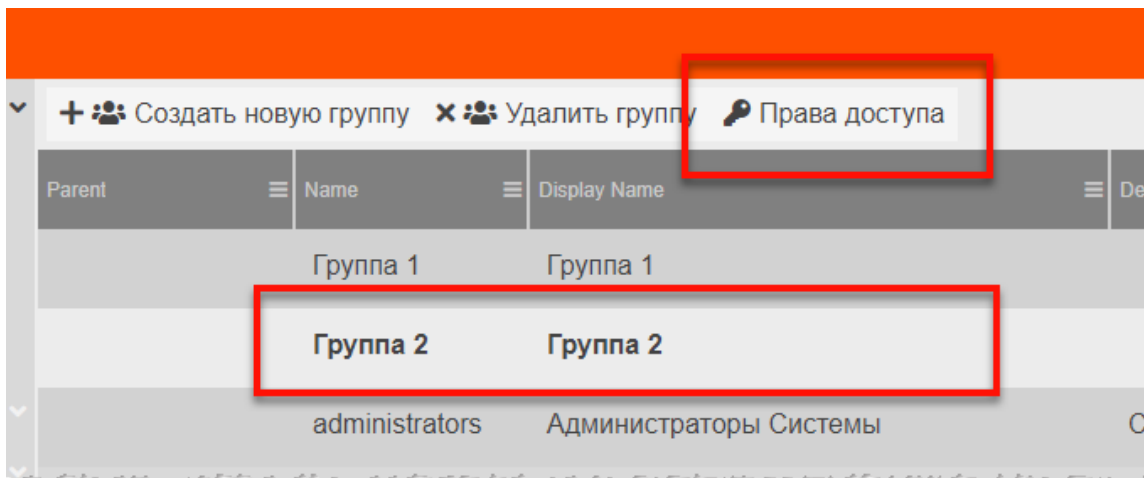 Создать новую группу Удалить группу Права доступа
Parent Name Display Name De
Группа 1 Группа 1
Группа 2 Группа 2
administrators Администраторы Системы